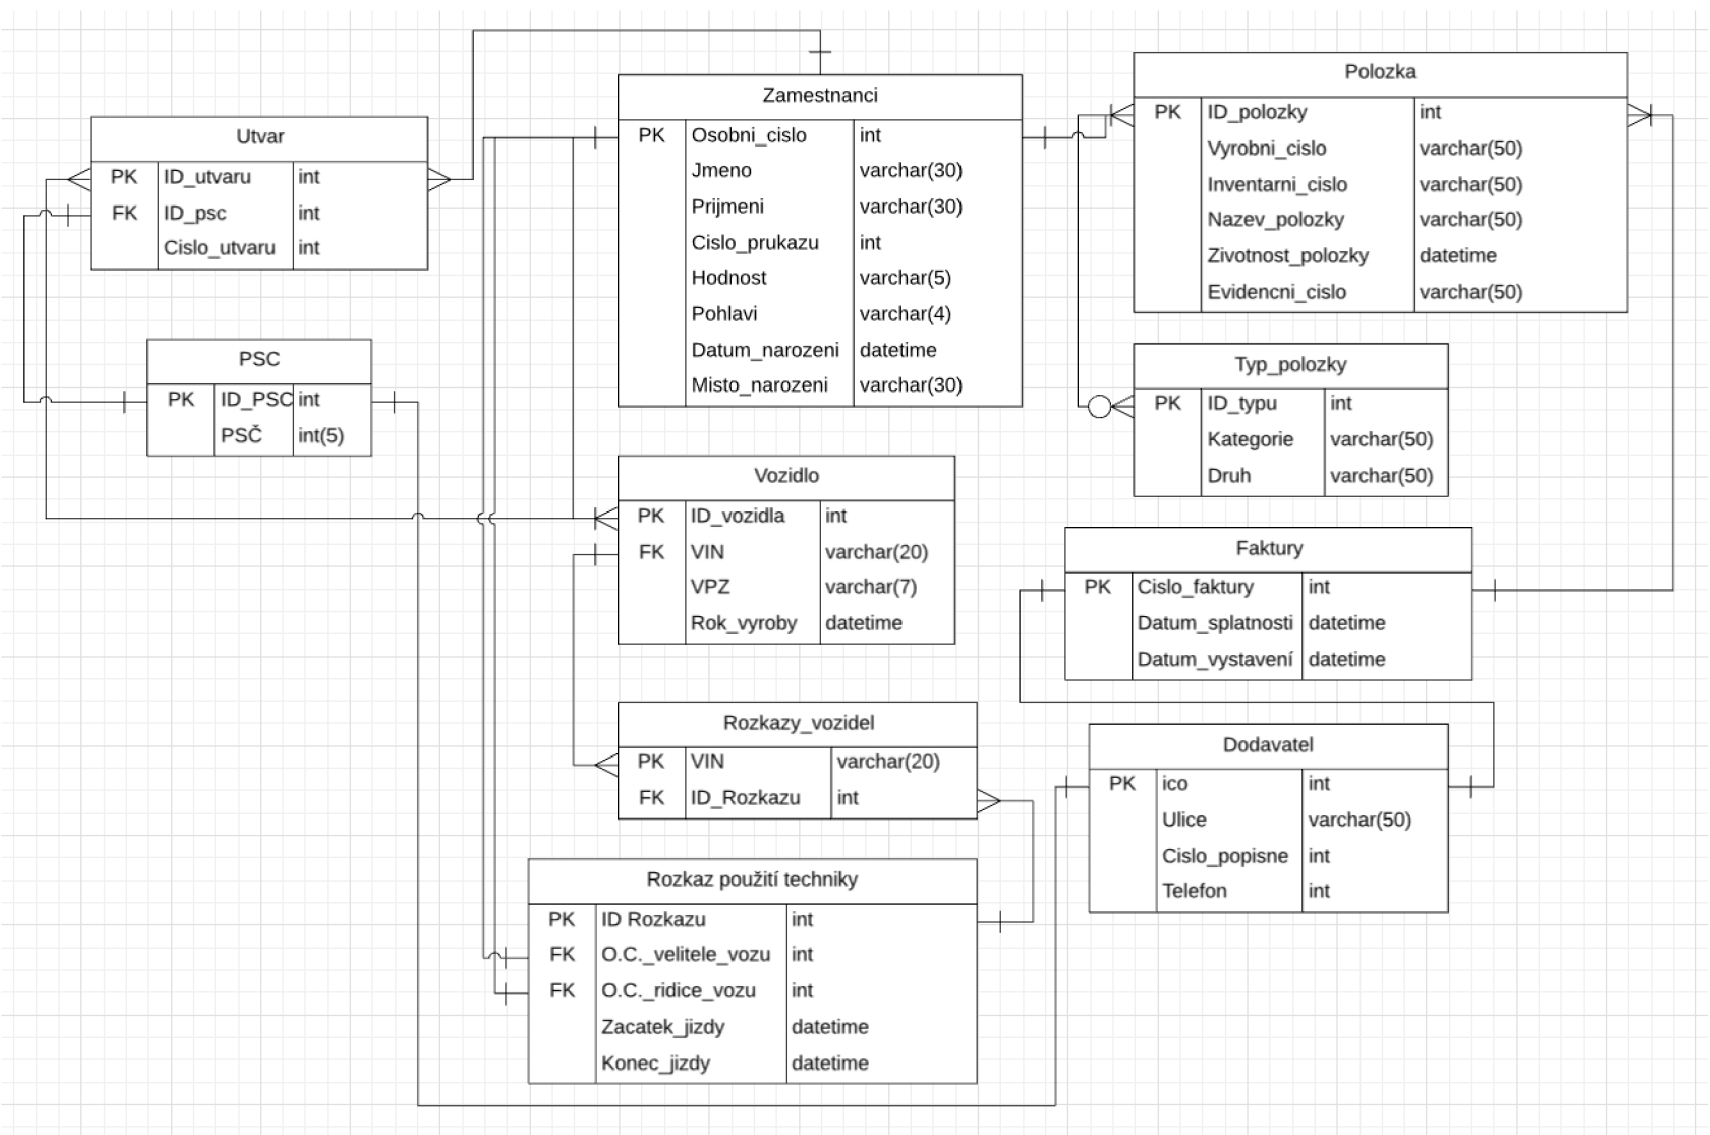 Utvar
PK ID_utvaru int
FK ID_psc int
Cislo_utvaru int
PSC
PK ID_PSC int
PSČ int(5)
Zamestnanci
PK Osobni_cislo int
Jmeno varchar(30)
Prijmeni varchar(30)
Cislo_prukazu int
Hodnost varchar(5)
Pohlavi varchar(4)
Datum_narozeni datetime
Misto_narozeni varchar(30)
Vozidlo
PK ID_vozidla int
FK VIN varchar(20)
VPZ varchar(7)
Rok_vyroby datetime
Rozkazy_vozidel
PK VIN varchar(20)
FK ID_Rozkazu int
Rozkaz použití techniky
PK ID Rozkazu int
FK O.C._velitele_vozu int
FK O.C._ridice_vozu int
Zacatek_jizdy datetime
Konec_jizdy datetime
Polozka
PK ID_polozky int
Vyrobni_cislo varchar(50)
Inventarni_cislo varchar(50)
Nazev_polozky varchar(50)
Zivotnost_polozky datetime
Evidencni_cislo varchar(50)
Typ_polozky
PK ID_typu int
Kategorie varchar(50)
Druh varchar(50)
Faktury
PK Cislo_faktury int
Datum_splatnosti datetime
Datum_vystavení datetime
Dodavatel
PK ico int
Ulice varchar(50)
Cislo_popisne int
Telefon int